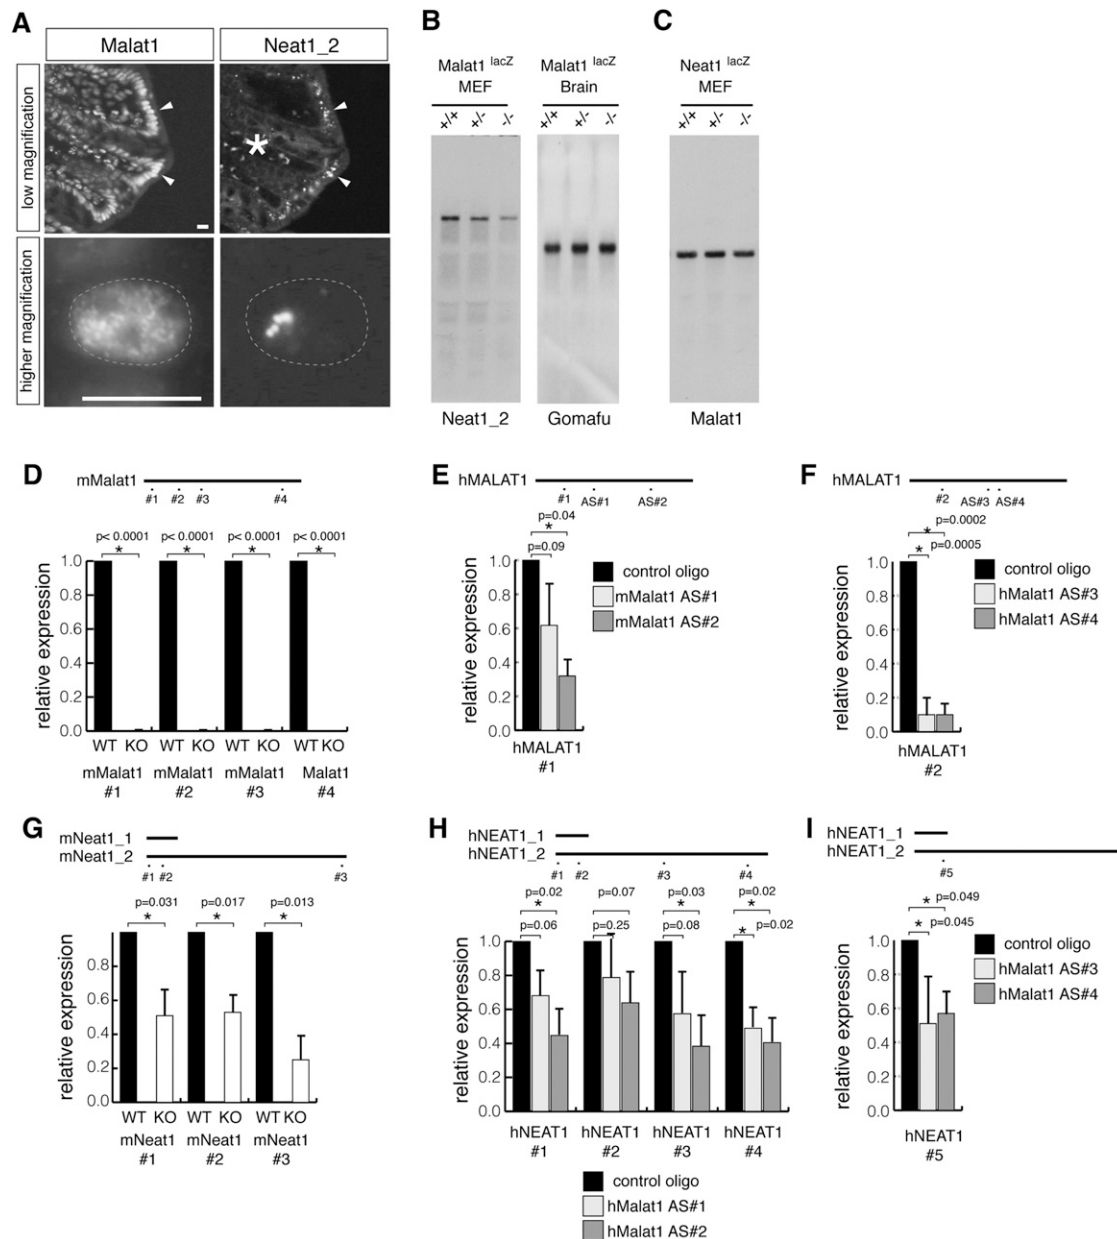 A
Malat1
Neat1_2
low magnification
*
higher magnification
B
Malat1 lacZ
MEF
+/+
+/-
-/-
Neat1_2
Malat1 lacZ
Brain
+/+
+/-
-/-
Gomafu
C
Neat1 lacZ
MEF
+/+
+/-
-/-
Malat1
D
mMalat1
#1
#2
#3
#4
p< 0.0001 p< 0.0001 p< 0.0001 p< 0.0001
* * * *
relative expression
1.0
0.8
0.6
0.4
0.2
0.0
WT KO WT KO WT KO WT KO
mMalat1 mMalat1 mMalat1 Malat1
#1 #2 #3 #4
E
hMALAT1
#1
AS#1
AS#2
p=0.04
*
p=0.09
control oligo
mMalat1 AS#1
mMalat1 AS#2
relative expression
1.0
0.8
0.6
0.4
0.2
0.0
hMALAT1
#1
F
hMALAT1
#2
AS#3
AS#4
p=0.0002
*
* p=0.0005
control oligo
hMalat1 AS#3
hMalat1 AS#4
relative expression
1.0
0.8
0.6
0.4
0.2
0.0
hMALAT1
#2
G
mNeat1_1
mNeat1_2
#1 #2 #3
p=0.031 p=0.017 p=0.013
* * *
relative expression
0.8
0.6
0.4
0.2
0.0
WT KO WT KO WT KO
mNeat1 mNeat1 mNeat1
#1 #2 #3
H
hNEAT1_1
hNEAT1_2
#1 #2 #3 #4
p=0.02 p=0.07 p=0.03 p=0.02
* * *
p=0.06 p=0.25 p=0.08 * p=0.02
relative expression
1.0
0.8
0.6
0.4
0.2
0.0
hNEAT1 hNEAT1 hNEAT1 hNEAT1
#1 #2 #3 #4
control oligo
hMalat1 AS#1
hMalat1 AS#2
I
hNEAT1_1
hNEAT1_2
#5
p=0.049
*
* p=0.045
control oligo
hMalat1 AS#3
hMalat1 AS#4
relative expression
1.0
0.8
0.6
0.4
0.2
0.0
hNEAT1
#5